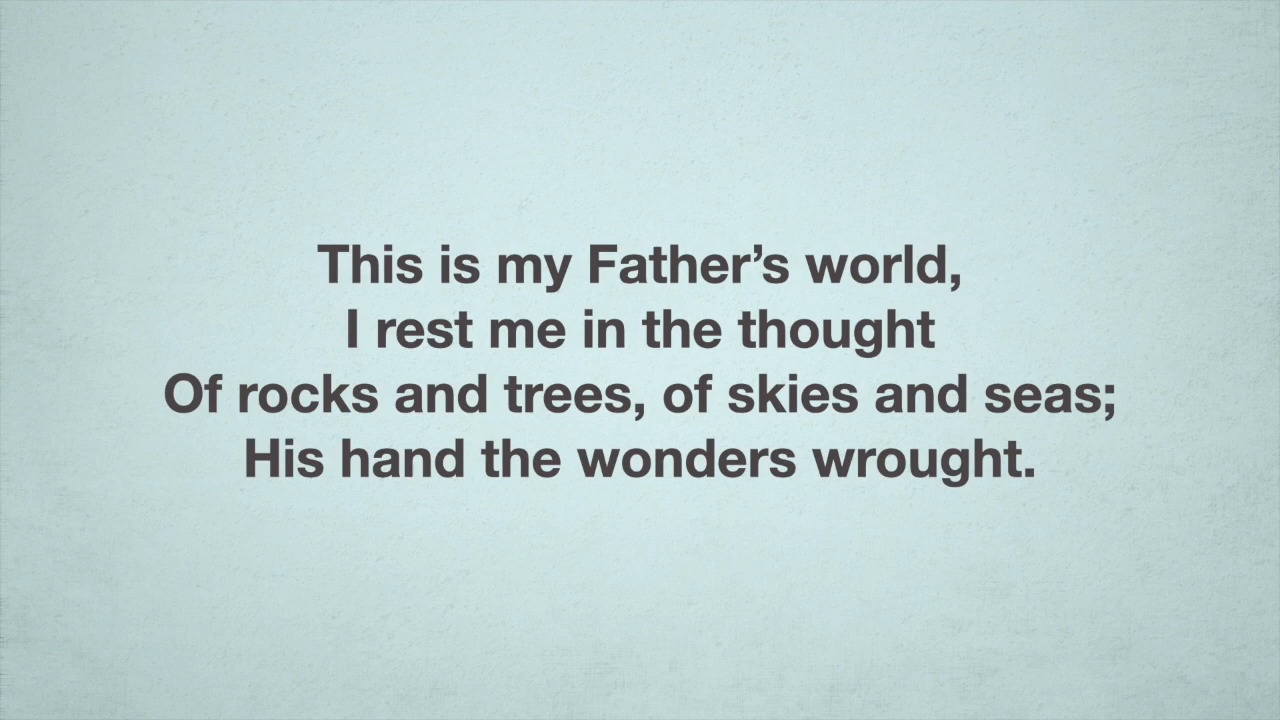 This is my Father’s world,
I rest me in the thought
Of rocks and trees, of skies and seas;
His hand the wonders wrought.